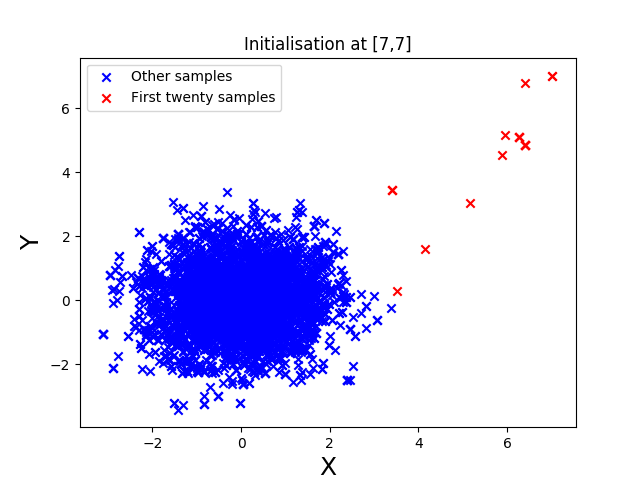 Initialisation at [7,7]
Other samples
First twenty samples
6
4
2
0
−2
Y
−2
0
2
4
6
X